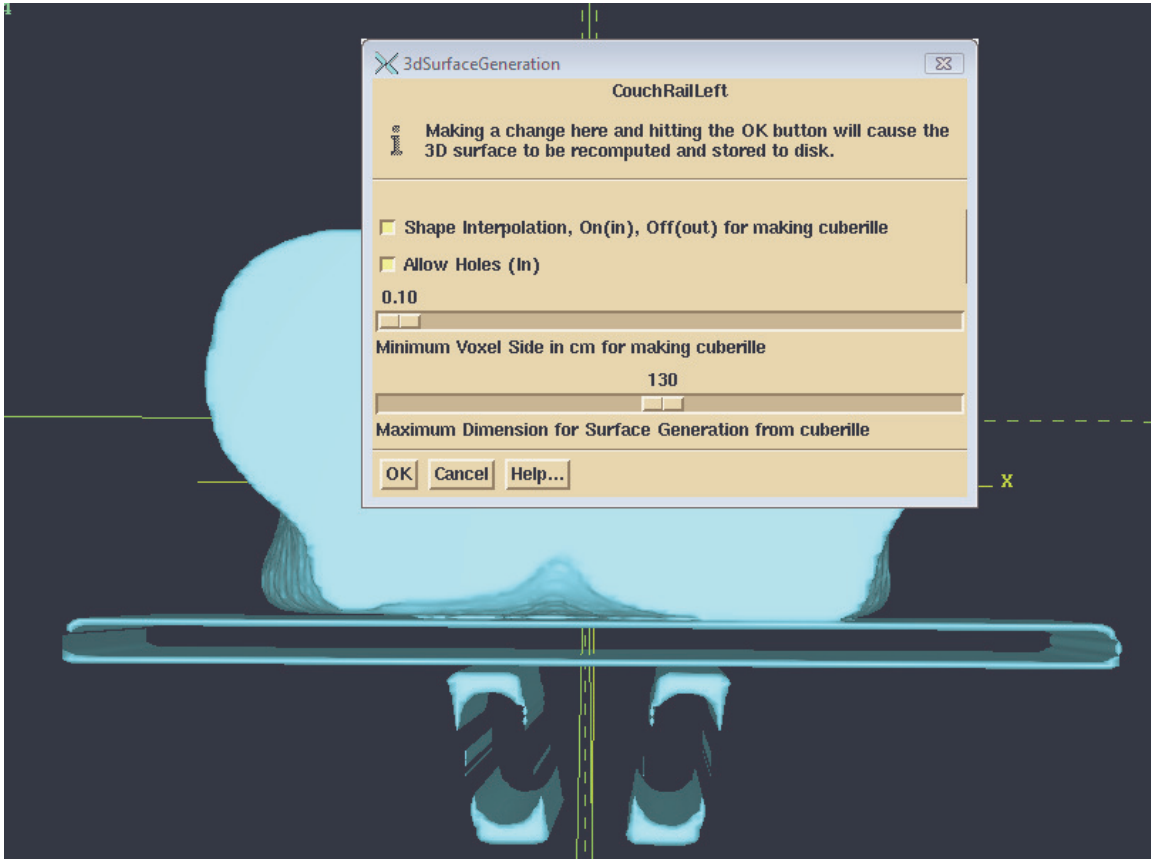 4
3dSurfaceGeneration
CouchRailLeft
Making a change here and hitting the OK button will cause the
3D surface to be recomputed and stored to disk.
Shape Interpolation, On(in), Off(out) for making cuberille
Allow Holes (In)
0.10
Minimum Voxel Side in cm for making cuberille
130
Maximum Dimension for Surface Generation from cuberille
OK Cancel Help...
X